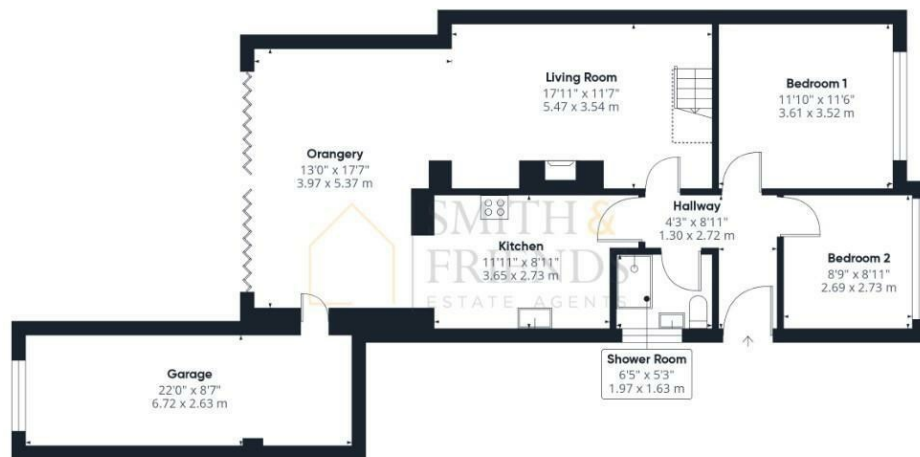 Living Room
17'11" x 11'7"
5.47 x 3.54 m
Bedroom 1
11'10" x 11'6"
3.61 x 3.52 m
Orangery
13'0" x 17'7"
3.97 x 5.37 m
Hallway
4'3" x 8'11"
1.30 x 2.72 m
SMITH &
FRIENDS
ESTATE AGENTS
Kitchen
11'11" x 8'11"
3.65 x 2.73 m
Bedroom 2
8'9" x 8'11"
2.69 x 2.73 m
Shower Room
6'5" x 5'3"
1.97 x 1.63 m
Garage
22'0" x 8'7"
6.72 x 2.63 m